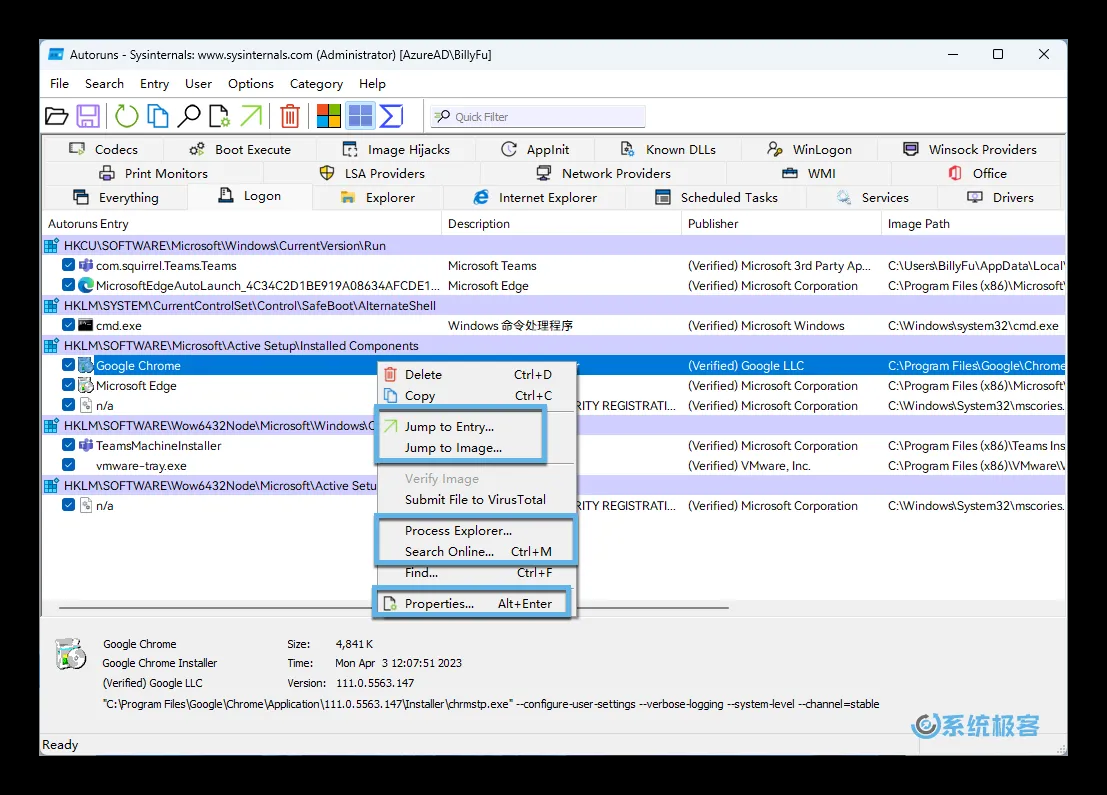 Autoruns - Sysinternals: www.sysinternals.com (Administrator) [AzureAD\BillyFu]
File Search Entry User Options Category Help
Quick Filter
Codecs Boot Execute Image Hijacks AppInit Known DLLs WinLogon Winsock Providers
Print Monitors LSA Providers Network Providers WMI Office
Everything Logon Explorer Internet Explorer Scheduled Tasks Services Drivers
Autoruns Entry Description Publisher Image Path
HKCU\SOFTWARE\Microsoft\Windows\CurrentVersion\Run
com.squirrel.Teams.Teams Microsoft Teams (Verified) Microsoft 3rd Party Ap... C:\Users\BillyFu\AppData\Local\
MicrosoftEdgeAutoLaunch_4C34C2D1BE919A08634AFCDE1... Microsoft Edge (Verified) Microsoft Corporation C:\Program Files (x86)\Microsoft\
HKLM\SYSTEM\CurrentControlSet\Control\SafeBoot\AlternateShell
cmd.exe Windows 命令处理程序 (Verified) Microsoft Windows C:\Windows\system32\cmd.exe
HKLM\SOFTWARE\Microsoft\Active Setup\Installed Components
Google Chrome (Verified) Google LLC C:\Program Files\Google\Chrome
Microsoft Edge (Verified) Microsoft Corporation C:\Program Files (x86)\Microsoft\
n/a RITY REGISTRATI... (Verified) Microsoft Corporation C:\Windows\System32\mscories.
HKLM\SOFTWARE\Wow6432Node\Microsoft\Windows\C
TeamsMachineInstaller (Verified) Microsoft Corporation C:\Program Files (x86)\Teams Ins
vmware-tray.exe (Verified) VMware, Inc. C:\Program Files (x86)\VMware\V
HKLM\SOFTWARE\Wow6432Node\Microsoft\Active Setu
n/a RITY REGISTRATI... (Verified) Microsoft Corporation C:\Windows\System32\mscories.
Delete Ctrl+D
Copy Ctrl+C
Jump to Entry...
Jump to Image...
Verify Image
Submit File to VirusTotal
Process Explorer...
Search Online... Ctrl+M
Find... Ctrl+F
Properties... Alt+Enter
Google Chrome Size: 4,841 K
Google Chrome Installer Time: Mon Apr 3 12:07:51 2023
(Verified) Google LLC Version: 111.0.5563.147
"C:\Program Files\Google\Chrome\Application\111.0.5563.147\Installer\chrmstp.exe" --configure-user-settings --verbose-logging --system-level --channel=stable
系统极客
Ready